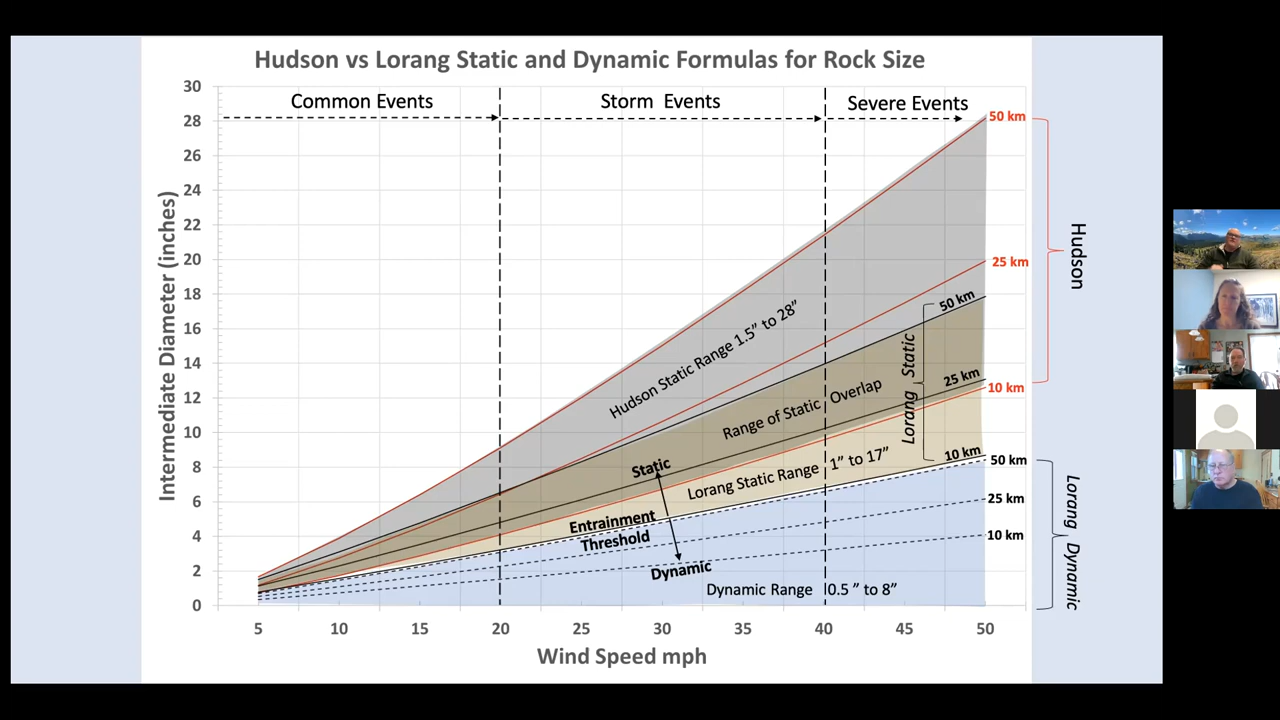 Hudson vs Lorang Static and Dynamic Formulas for Rock Size
30
28
26
24
22
20
18
16
14
12
10
8
6
4
2
0
Intermediate Diameter (inches)
Common Events
Storm Events
Severe Events
50 km
25 km
10 km
Hudson
Hudson Static Range 1.5” to 28”
50 km
25 km
10 km
Lorang Static
Range of Static Overlap
Lorang Static Range 1” to 17”
Static
Entrainment
Threshold
Dynamic
Dynamic Range 0.5 ” to 8”
50 km
25 km
10 km
Lorang Dynamic
5
10
15
20
25
30
35
40
45
50
Wind Speed mph